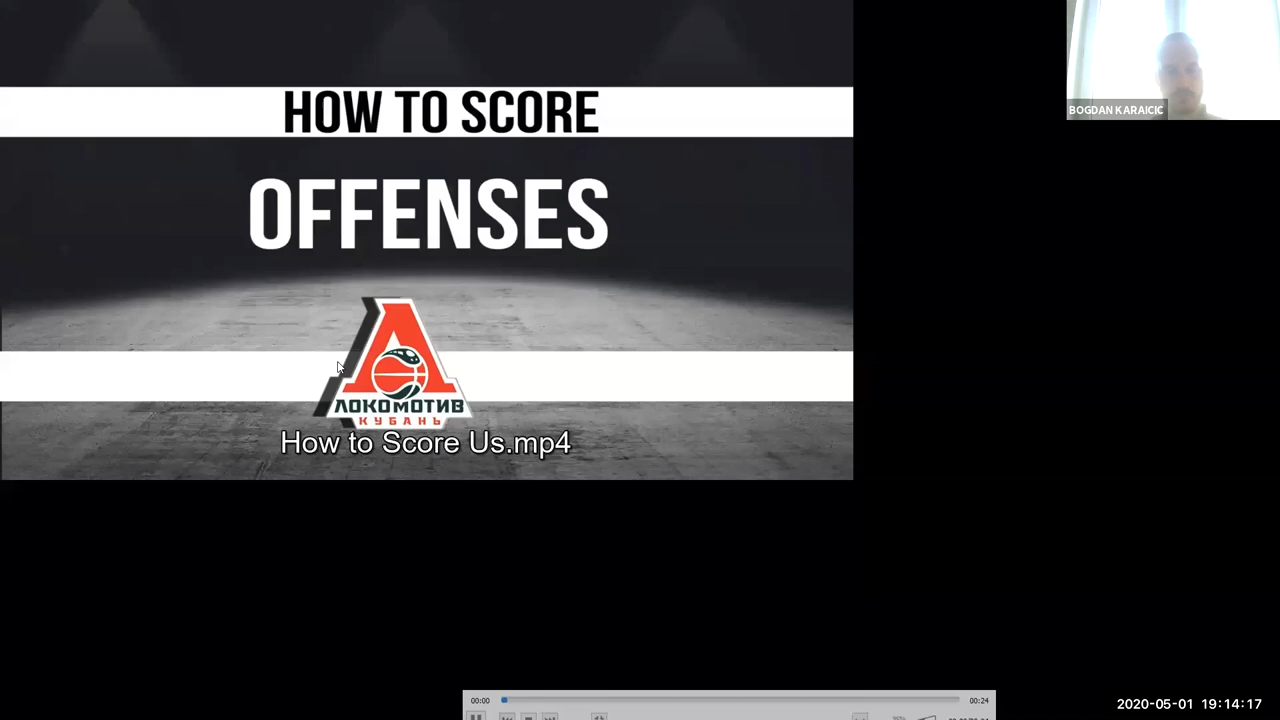 HOW TO SCORE
BOGDAN KARAICIC
OFFENSES
ЛОКОМОТИВ
КУБАНЬ
How to Score Us.mp4
00:00
00:24
2020-05-01 19:14:17